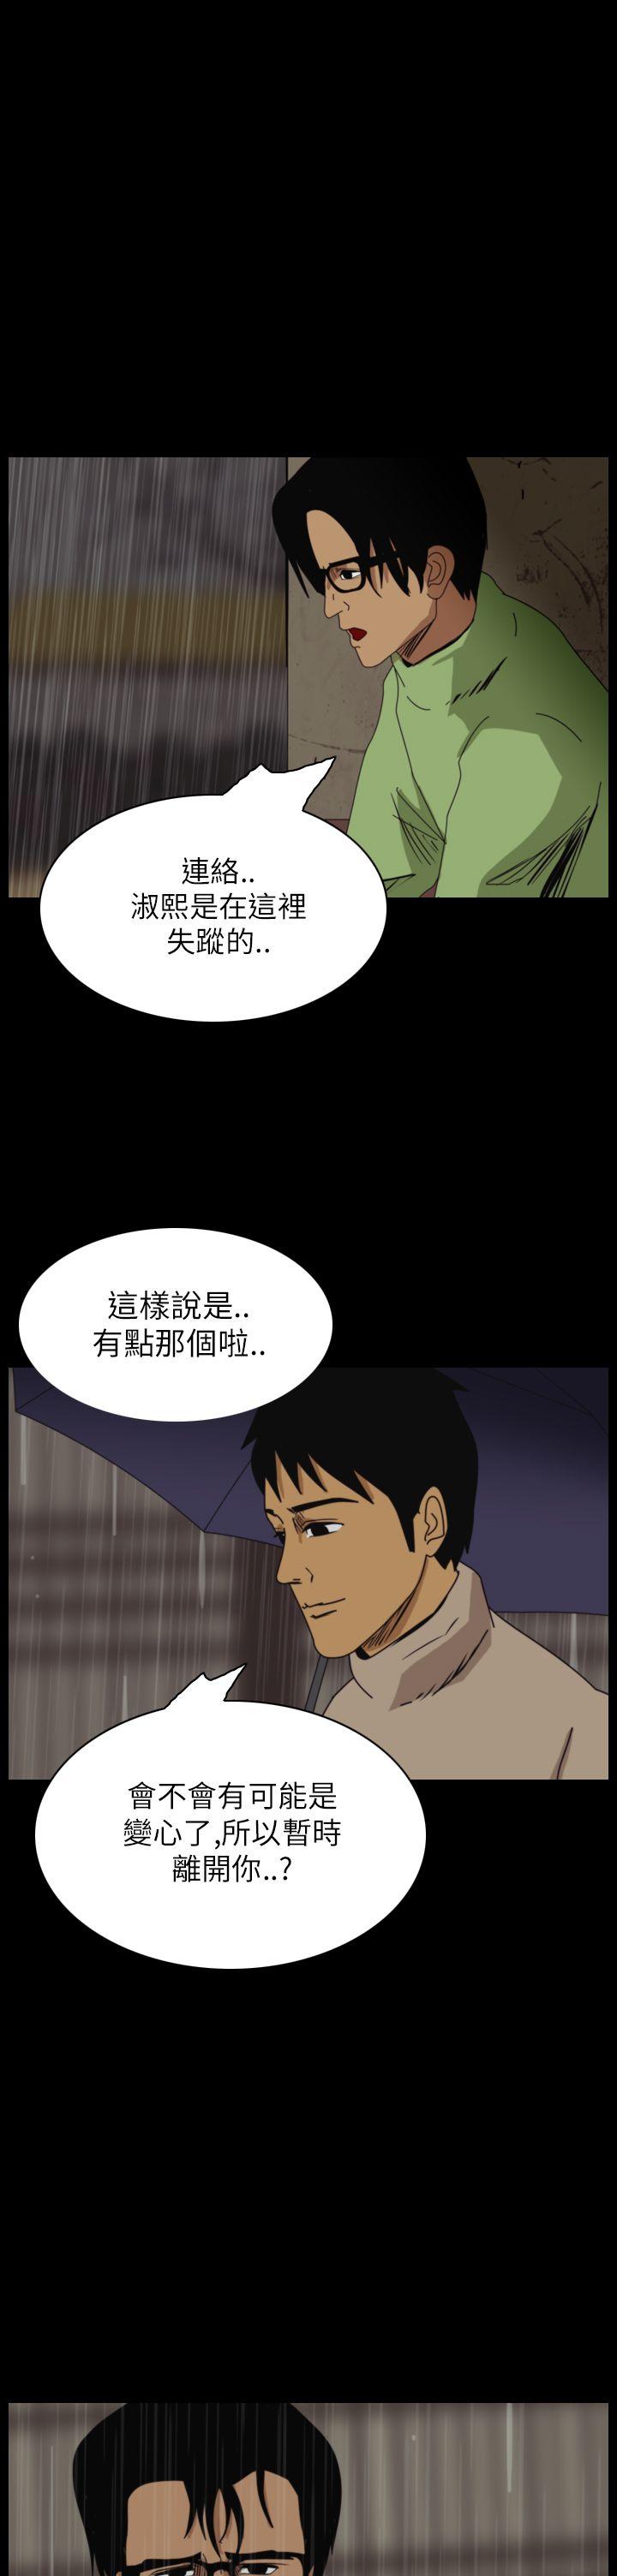 連絡..
淑熙是在這裡
失蹤的..
這樣說是..
有點那個啦..
會不會有可能是
變心了,所以暫時
離開你..?